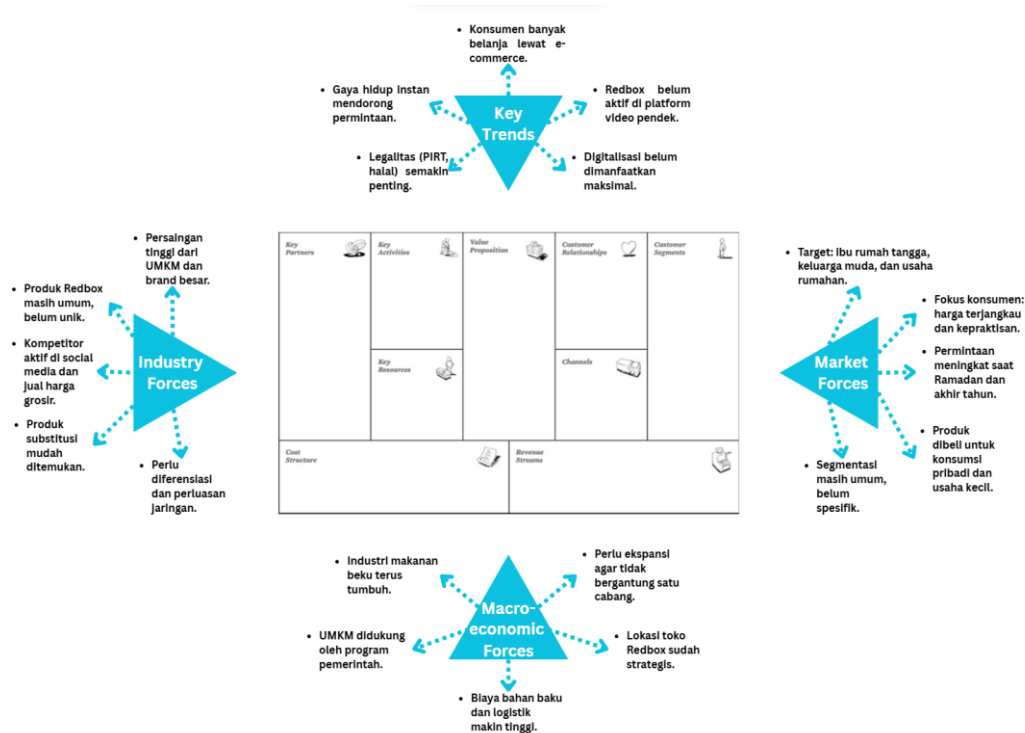 • Konsumen banyak
belanja lewat e-
commerce.
• Gaya hidup instan
mendorong
permintaan.
• Redbox belum
aktif di platform
video pendek.
Key
Trends
• Legalitas (PIRT,
halal) semakin
penting.
• Digitalisasi belum
dimanfaatkan
maksimal.
• Persaingan
tinggi dari
UMKM dan
brand besar.
• Produk Redbox
masih umum,
belum unik.
• Kompetitor
aktif di social
media dan
jual harga
grosir.
• Produk
substitusi
mudah
ditemukan.
• Perlu
diferensiasi
dan perluasan
jaringan.
Industry
Forces
Key
Partners
Key
Activities
Value
Proposition
Customer
Relationships
Customer
Segments
Key
Resources
Channels
Cost
Structure
Revenue
Streams
• Target: ibu rumah tangga,
keluarga muda, dan usaha
rumahan.
• Fokus konsumen:
harga terjangkau
dan kepraktisan.
• Permintaan
meningkat saat
Ramadan dan
akhir tahun.
• Produk
dibeli untuk
konsumsi
pribadi dan
usaha kecil.
• Segmentasi
masih umum,
belum
spesifik.
Market
Forces
• Industri makanan
beku terus
tumbuh.
• Perlu ekspansi
agar tidak
bergantung satu
cabang.
Macro-
economic
Forces
• UMKM didukung
oleh program
pemerintah.
• Lokasi toko
Redbox sudah
strategis.
• Biaya bahan baku
dan logistik
makin tinggi.